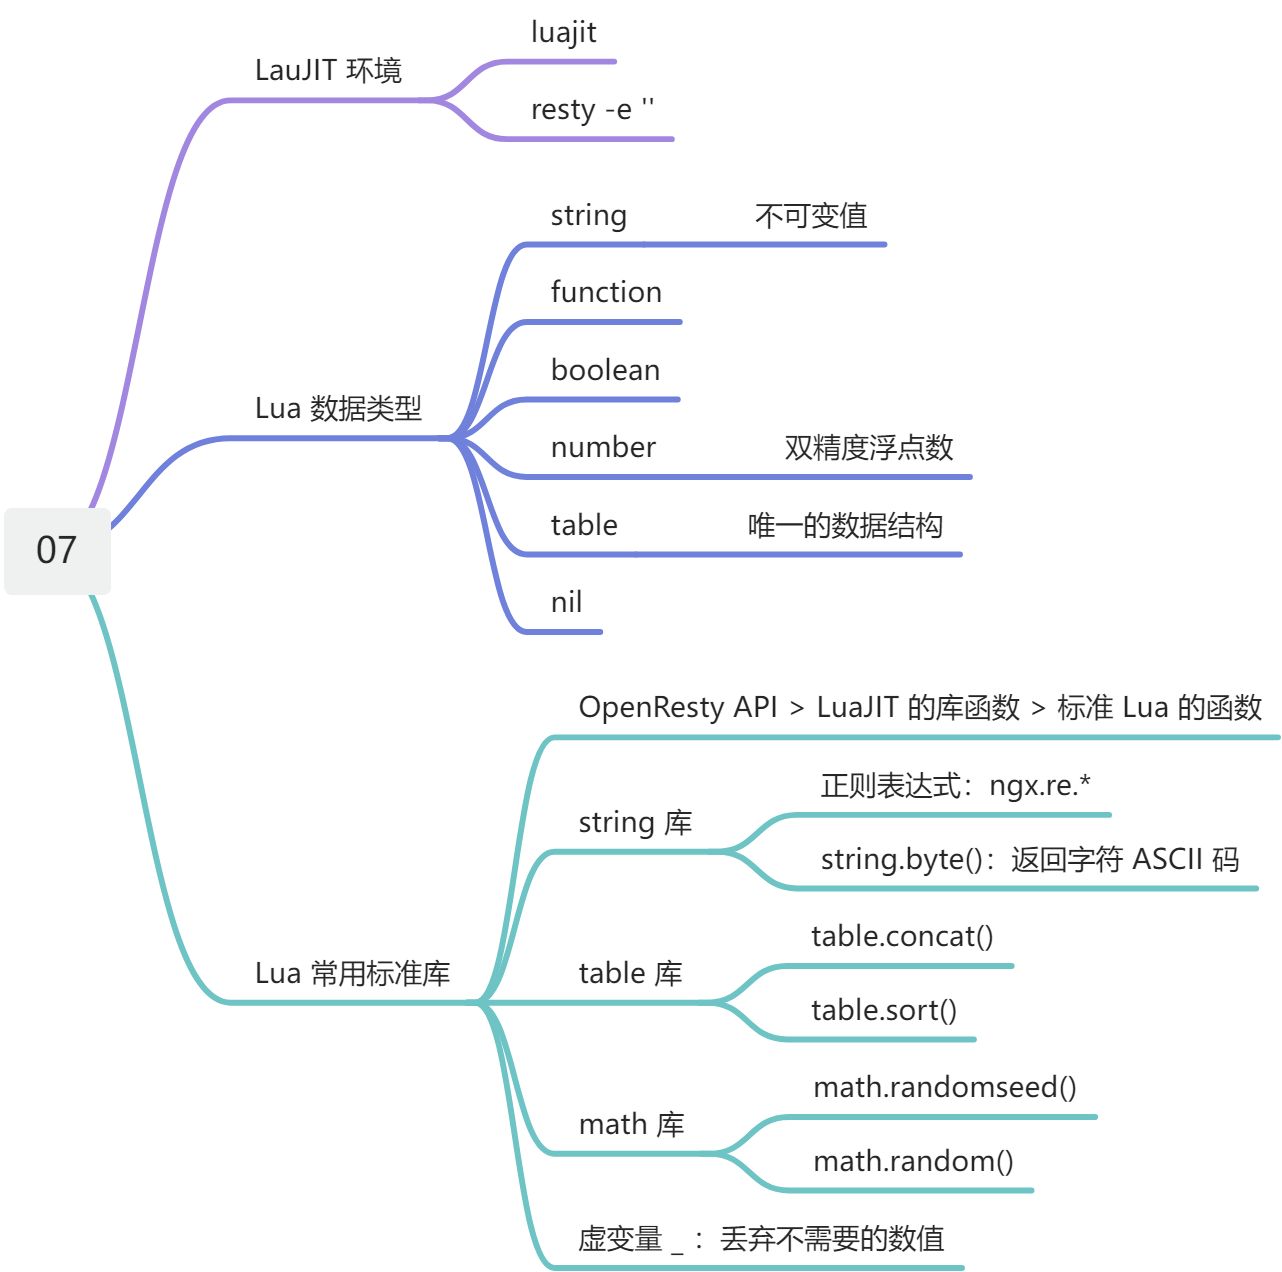 luajit
LauJIT 环境
resty -e ''
string 不可变值
function
boolean
Lua 数据类型
number 双精度浮点数
table 唯一的数据结构
07
nil
OpenResty API > LuaJIT 的库函数 > 标准 Lua 的函数
正则表达式：ngx.re.*
string 库
string.byte()：返回字符 ASCII 码
table.concat()
Lua 常用标准库
table 库
table.sort()
math.randomseed()
math 库
math.random()
虚变量 _ ：丢弃不需要的数值